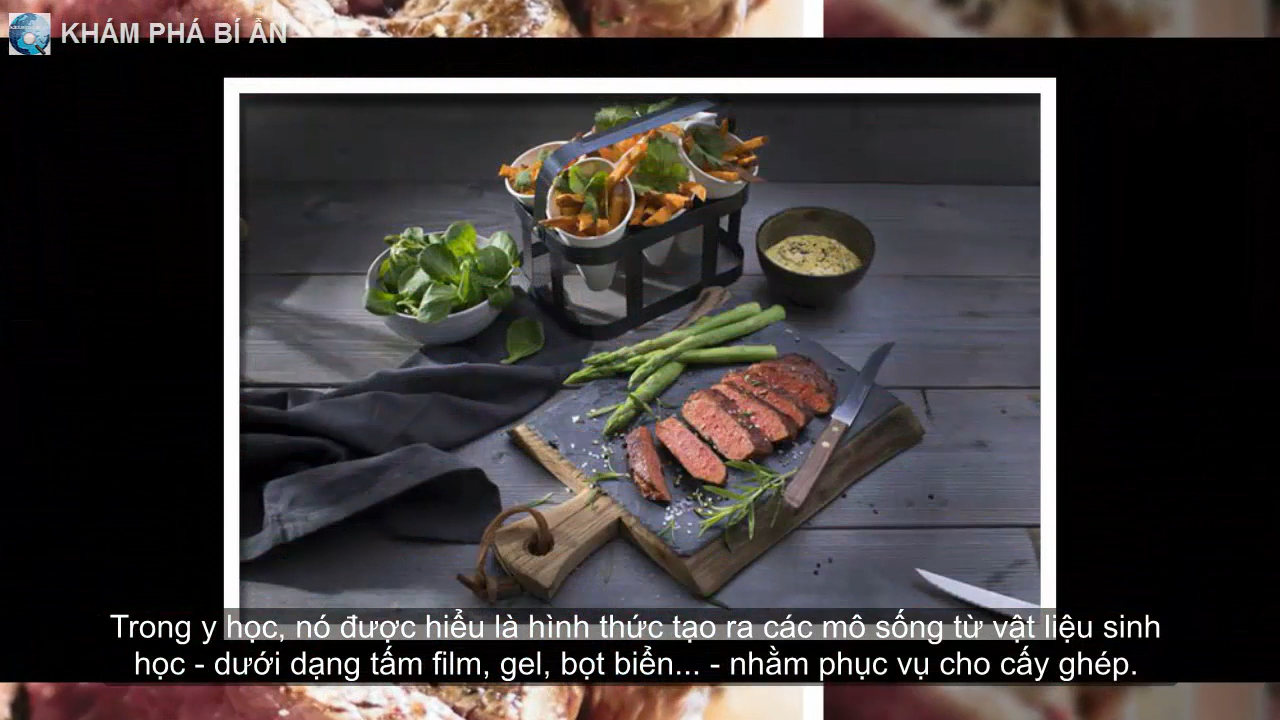 KHÁM PHÁ BÍ ẨN
Trong y học, nó được hiểu là hình thức tạo ra các mô sống từ vật liệu sinh
học - dưới dạng tấm film, gel, bọt biển... - nhằm phục vụ cho cấy ghép.